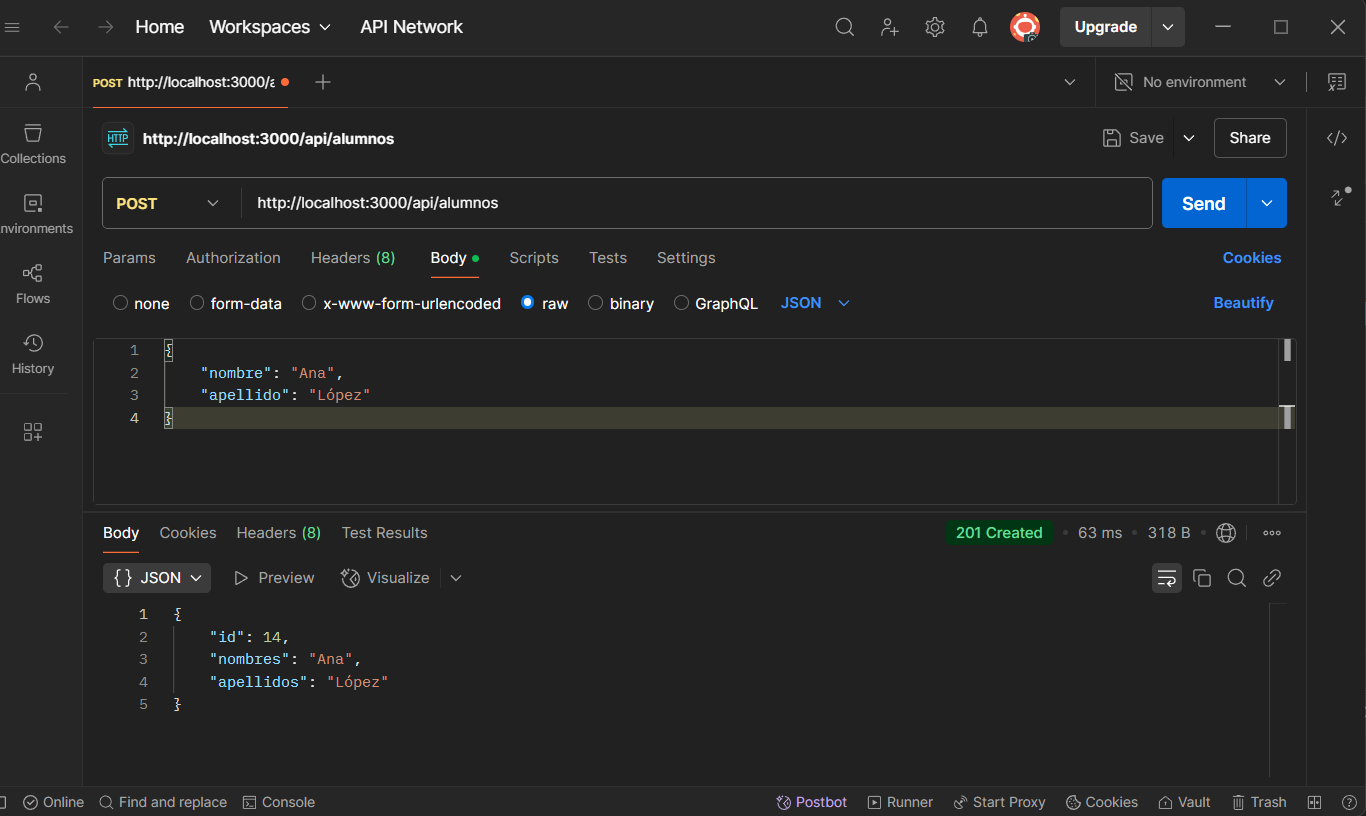 Home Workspaces API Network Upgrade
POST http://localhost:3000/a No environment
HTTP http://localhost:3000/api/alumnos Save Share
Collections
POST http://localhost:3000/api/alumnos Send
nvironments
Params Authorization Headers (8) Body Scripts Tests Settings Cookies
Flows
none form-data x-www-form-urlencoded raw binary GraphQL JSON Beautify
History
1 {
2 "nombre": "Ana",
3 "apellido": "López"
4 }
Body Cookies Headers (8) Test Results 201 Created • 63 ms • 318 B
{} JSON Preview Visualize
1 {
2 "id": 14,
3 "nombres": "Ana",
4 "apellidos": "López"
5 }
Online Find and replace Console Postbot Runner Start Proxy Cookies Vault Trash